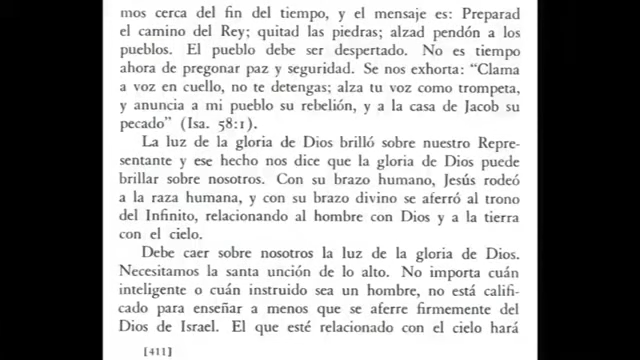 mos cerca del fin del tiempo, y el mensaje es: Preparad
el camino del Rey; quitad las piedras; alzad pendón a los
pueblos. El pueblo debe ser despertado. No es tiempo
ahora de pregonar paz y seguridad. Se nos exhorta: “Clama
a voz en cuello, no te detengas; alza tu voz como trompeta,
y anuncia a mi pueblo su rebelión, y a la casa de Jacob su
pecado” (Isa. 58:1).
La luz de la gloria de Dios brilló sobre nuestro Repre-
sentante y ese hecho nos dice que la gloria de Dios puede
brillar sobre nosotros. Con su brazo humano, Jesús rodeó
a la raza humana, y con su brazo divino se aferró al trono
del Infinito, relacionando al hombre con Dios y a la tierra
con el cielo.
Debe caer sobre nosotros la luz de la gloria de Dios.
Necesitamos la santa unción de lo alto. No importa cuán
inteligente o cuán instruido sea un hombre, no está califi-
cado para enseñar a menos que se aferre firmemente del
Dios de Israel. El que esté relacionado con el cielo hará
[411]